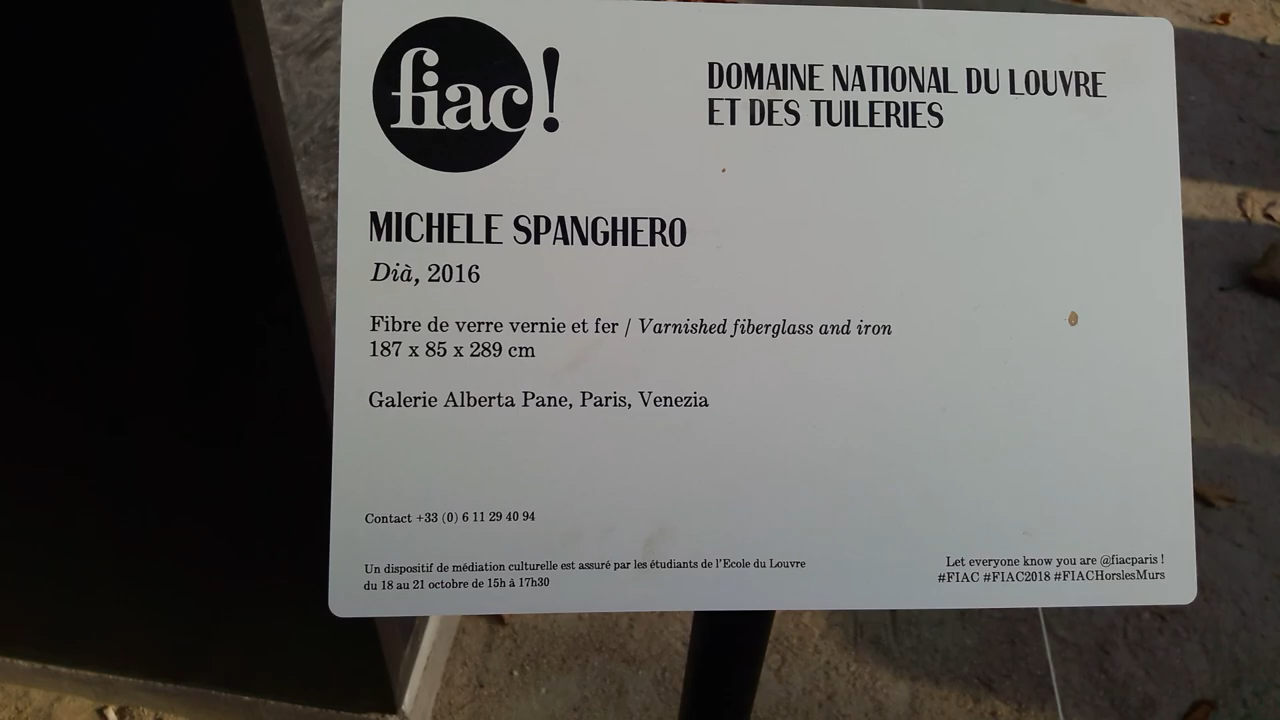 fiac!
DOMAINE NATIONAL DU LOUVRE
ET DES TUILERIES
MICHELE SPANGHERO
Dià, 2016
Fibre de verre vernie et fer / Varnished fiberglass and iron
187 x 85 x 289 cm
Galerie Alberta Pane, Paris, Venezia
Contact +33 (0) 6 11 29 40 94
Un dispositif de médiation culturelle est assuré par les étudiants de l'Ecole du Louvre
du 18 au 21 octobre de 15h à 17h30
Let everyone know you are @fiacparis !
#FIAC #FIAC2018 #FIACHorslesMurs